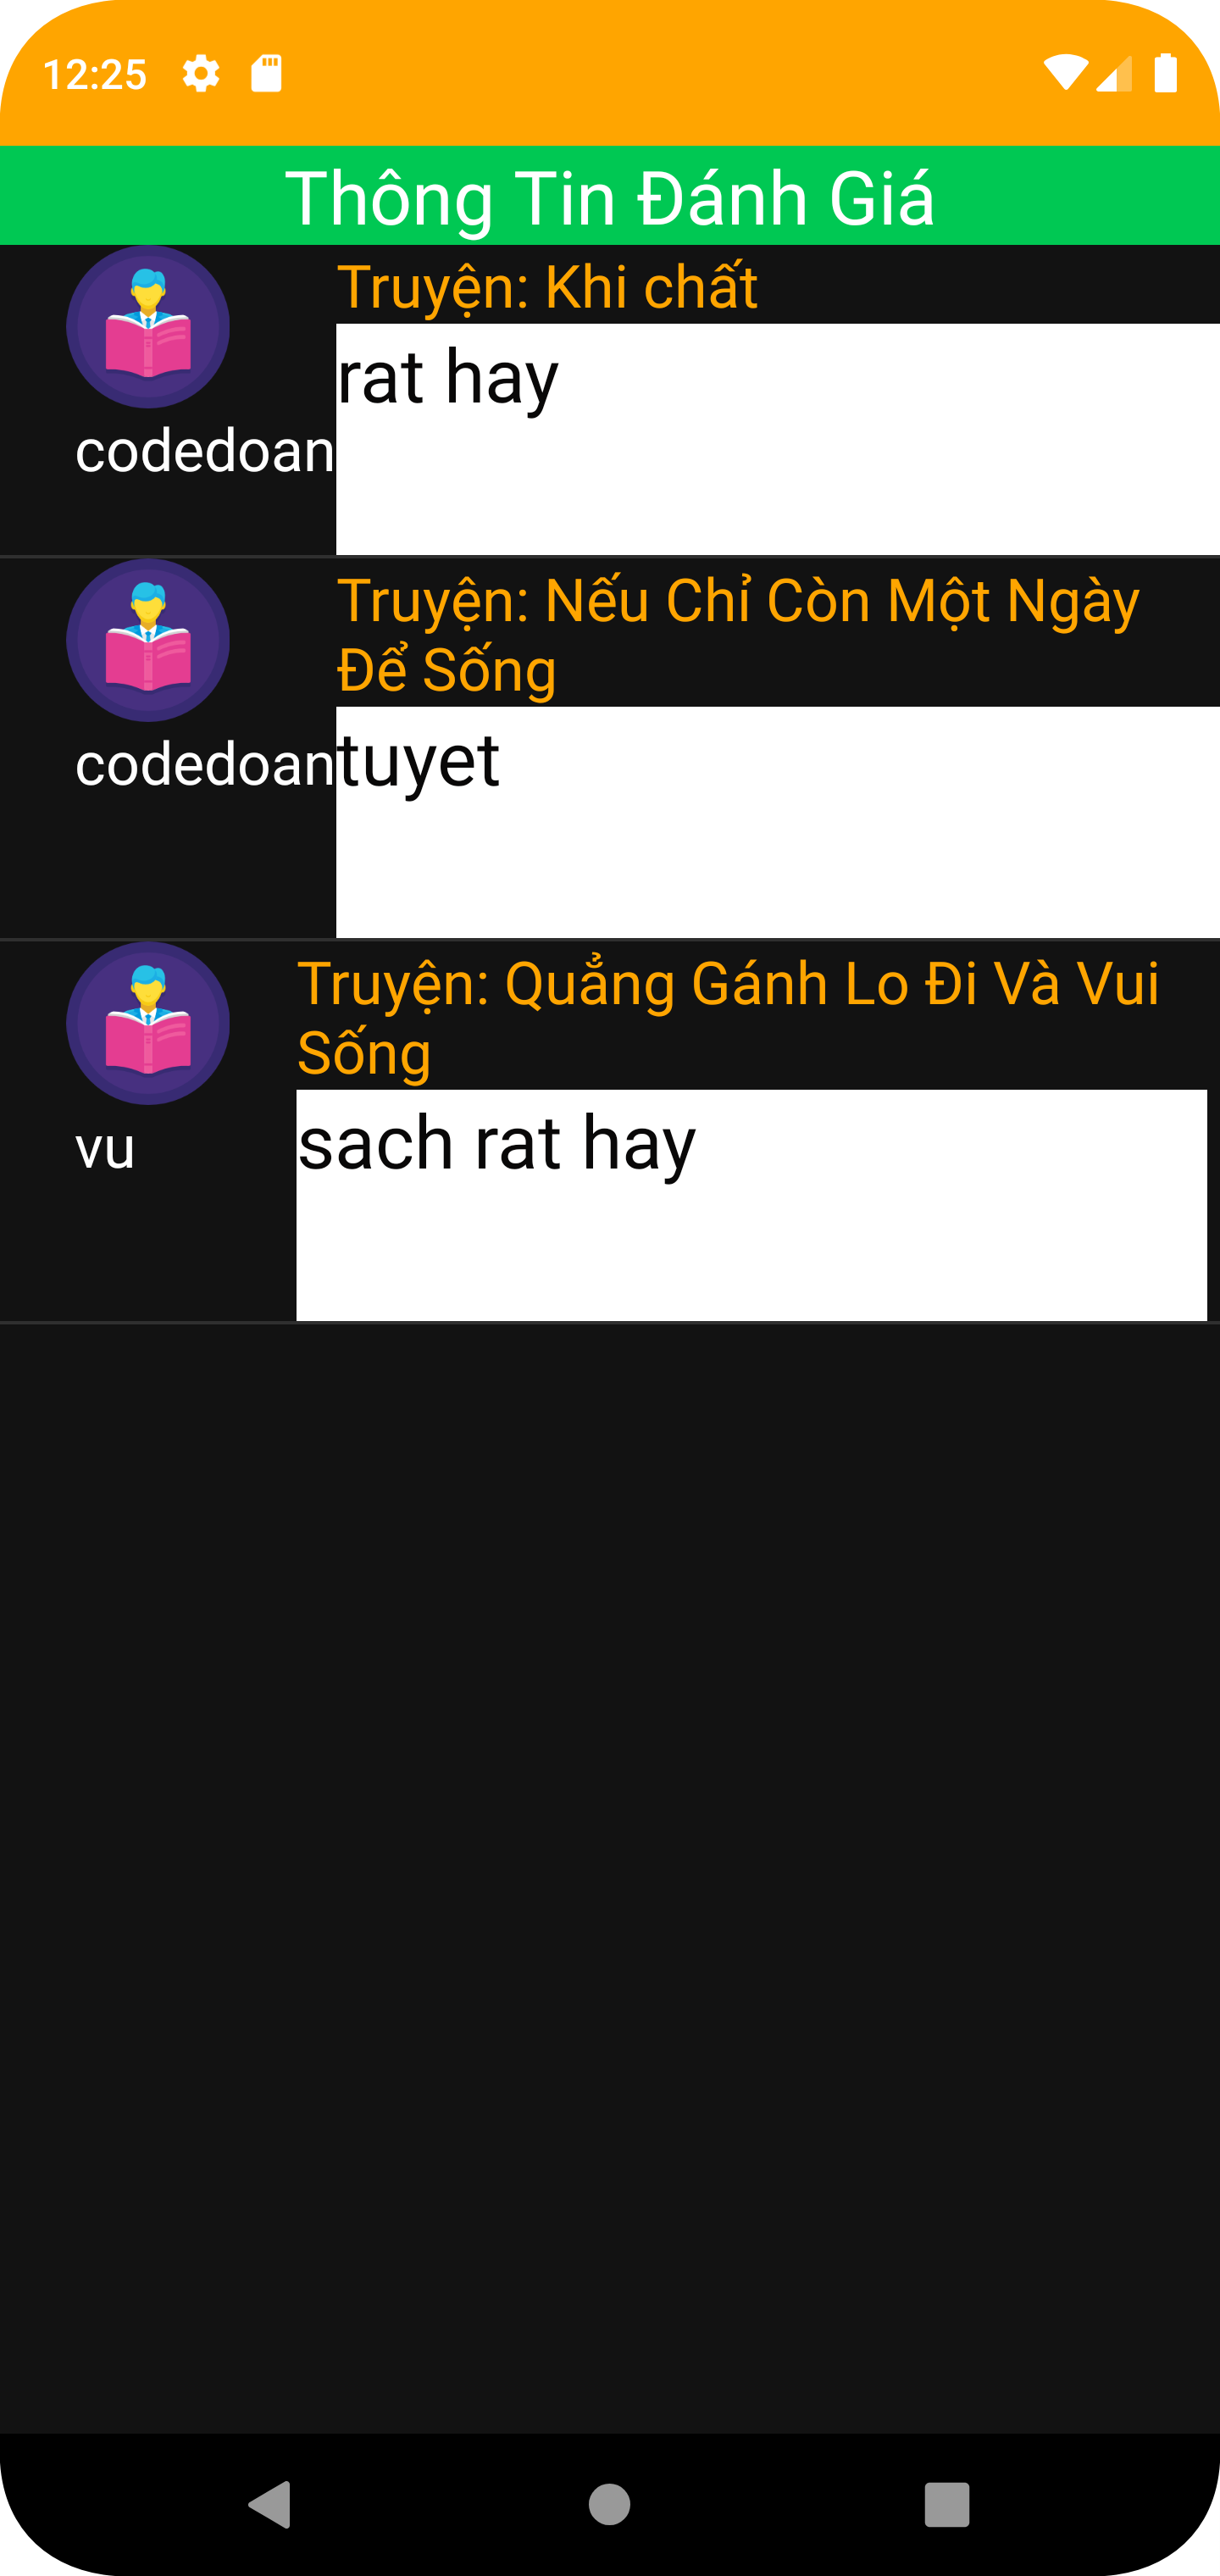 12:25
Thông Tin Đánh Giá
Truyện: Khi chất
rat hay
codedoan
Truyện: Nếu Chỉ Còn Một Ngày
Để Sống
tuyet
codedoan
Truyện: Quẳng Gánh Lo Đi Và Vui
Sống
sach rat hay
vu